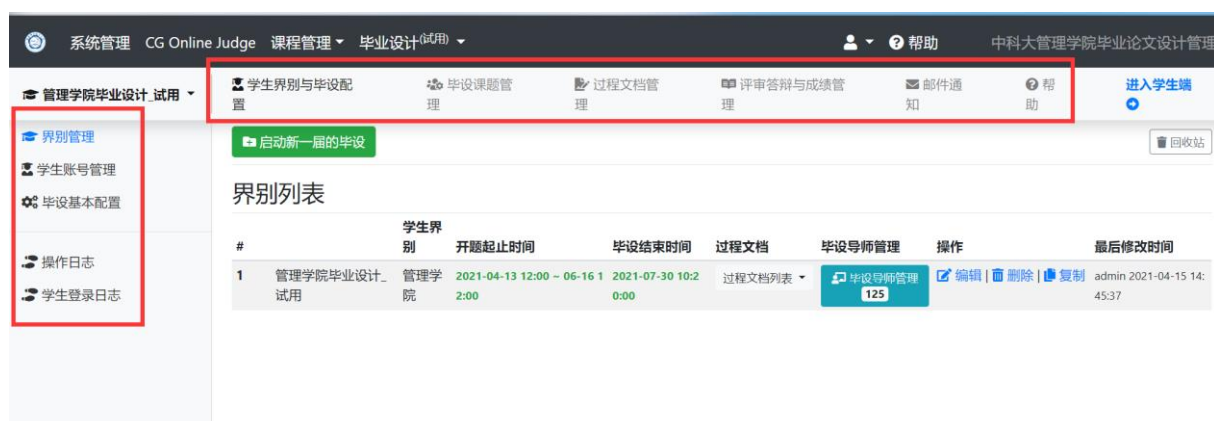 系统管理 CG Online Judge 课程管理 毕业设计(试用) 帮助 中科大管理学院毕业论文设计管理
管理学院毕业设计_试用
学生界别与毕设配
置
毕设课题管
理
过程文档管
理
评审答辩与成绩管
理
邮件通
知
帮
助
进入学生端
界别管理
学生账号管理
毕设基本配置
操作日志
学生登录日志
启动新一届的毕设
回收站
界别列表
# 学生界
别 开题起止时间 毕设结束时间 过程文档 毕设导师管理 操作 最后修改时间
1 管理学院毕业设计_
试用
管理学
院
2021-04-13 12:00 ~ 06-16 1
2:00
2021-07-30 10:2
0:00
过程文档列表
毕设导师管理
125
编辑 | 删除 | 复制
admin 2021-04-15 14:
45:37